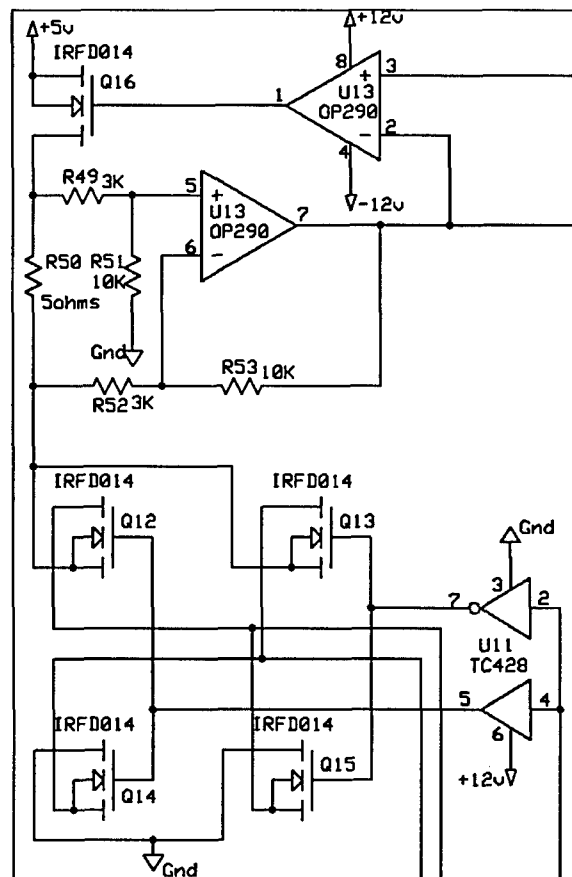 +5v
IRFD014
Q16
+12v
8
3
+
U13
OP290
1
-
2
4
-12v
R49 3K
5
+
U13
OP290
7
6
-
R50
5ohms
R51
10K
Gnd
R53 10K
R52 3K
IRFD014
Q12
IRFD014
Q13
Gnd
3
7
2
U11
TC428
5
4
6
+12v
IRFD014
Q14
IRFD014
Q15
Gnd